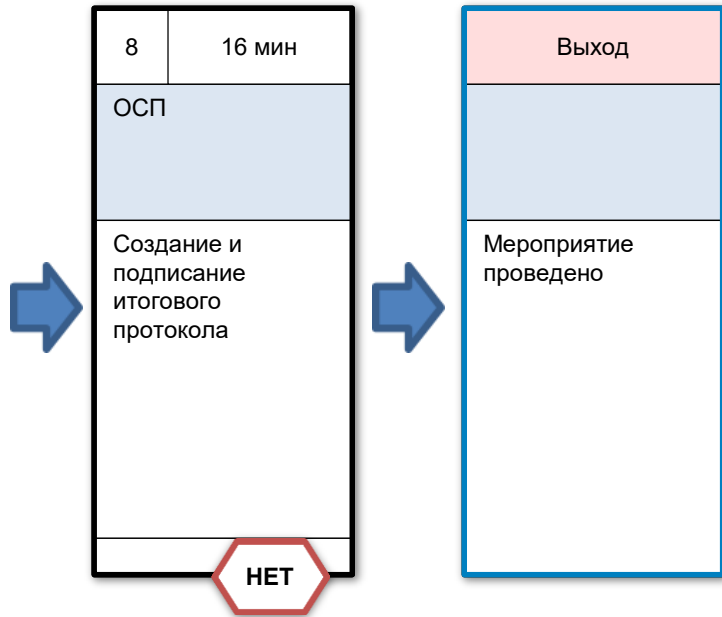 8
16 мин
ОСП
Создание и
подписание
итогового
протокола
НЕТ
Выход
Мероприятие
проведено